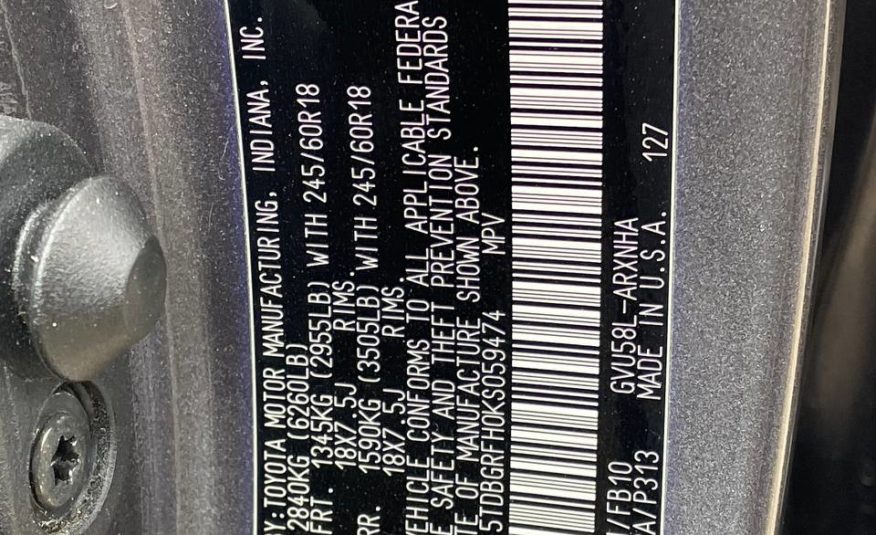 BY:TOYOTA MOTOR MANUFACTURING, INDIANA, INC.
2840KG (6260LB)
FRT. 1345KG (2955LB) WITH 245/60R18
18X7.5J RIMS.
RR. 1590KG (3505LB) WITH 245/60R18
18X7.5J RIMS.
VEHICLE CONFORMS TO ALL APPLICABLE FEDERA
E SAFETY AND THEFT PREVENTION STANDARDS
TE OF MANUFACTURE SHOWN ABOVE.
5TDBGRFH0KS059474 MPV
/FB10 GVU58L-ARXNHA
A/P313 MADE IN U.S.A. 127